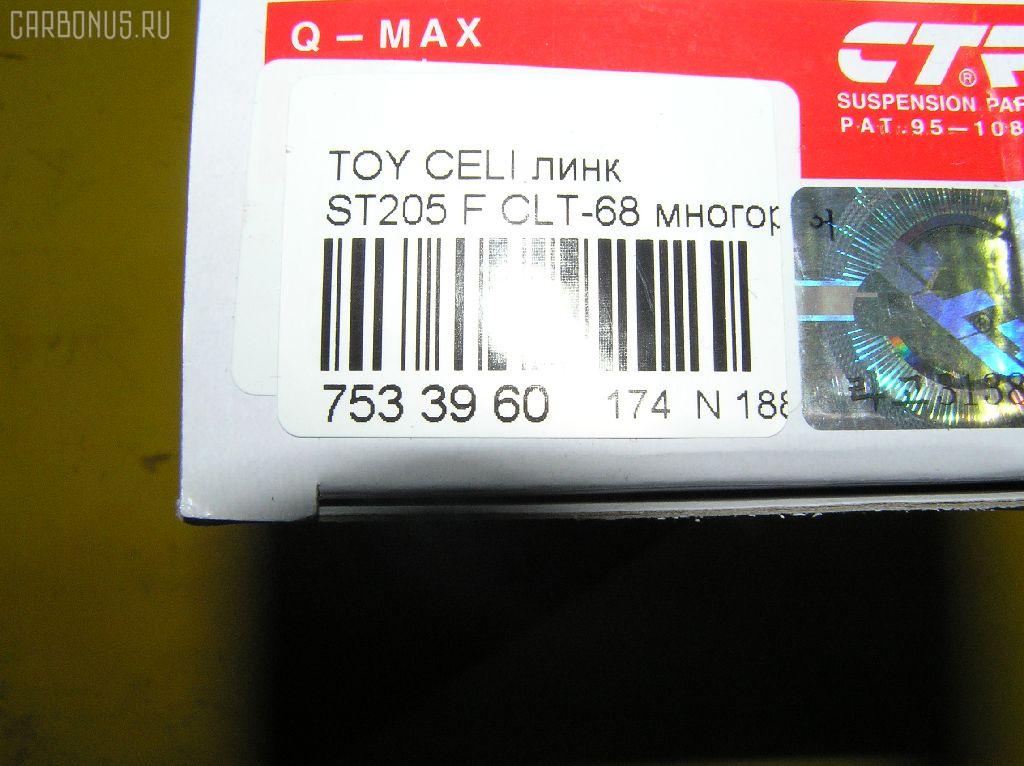 CARBONUS.RU
Q-MAX
CTR
®
SUSPENSION
PAT.95-108
TOY CELI линк
ST205 F CLT-68 многор
753 39 60 174 N 188